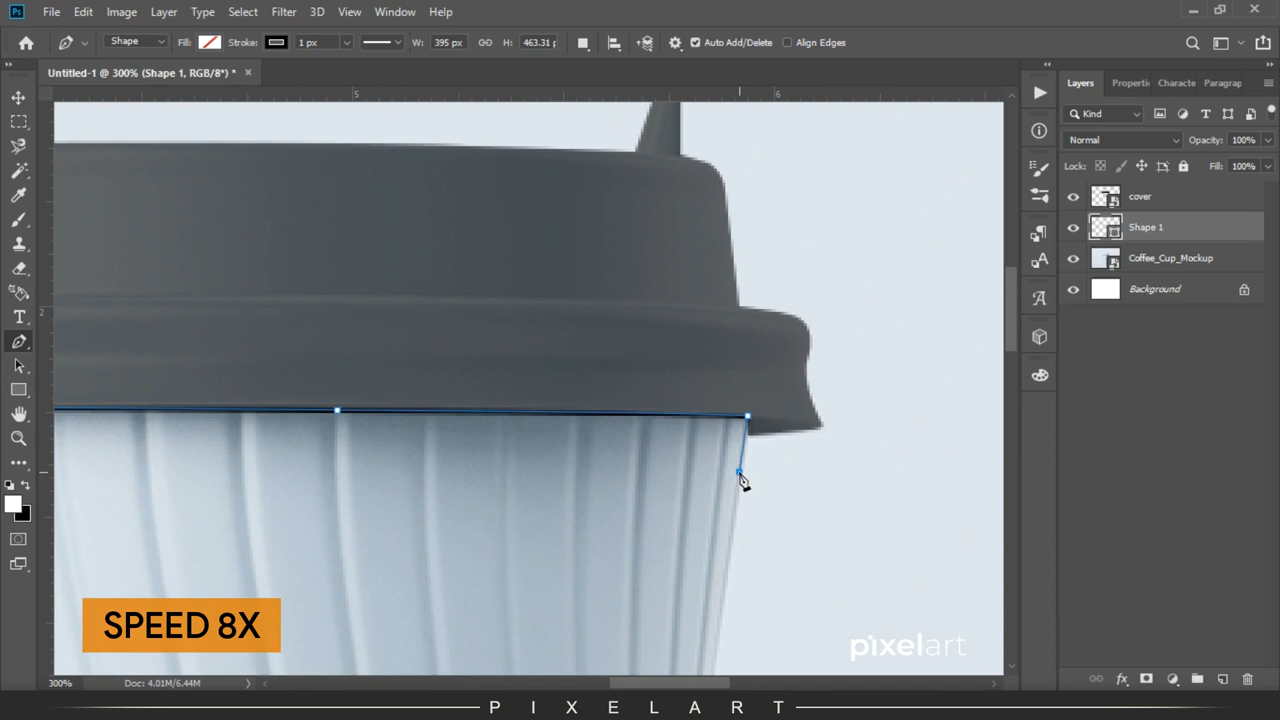 Ps File Edit Image Layer Type Select Filter 3D View Window Help
Shape Fill: Stroke: 1 px W: 395 px H: 463.31 p Auto Add/Delete Align Edges
Untitled-1 @ 300% (Shape 1, RGB/8*) * ×
5 6
2
Layers Properti Characte Paragrap
Kind
Normal Opacity: 100%
Lock: Fill: 100%
cover
Shape 1
Coffee_Cup_Mockup
Background
SPEED 8X
pixelart
300% Doc: 4.01M/6.44M
PIXELART